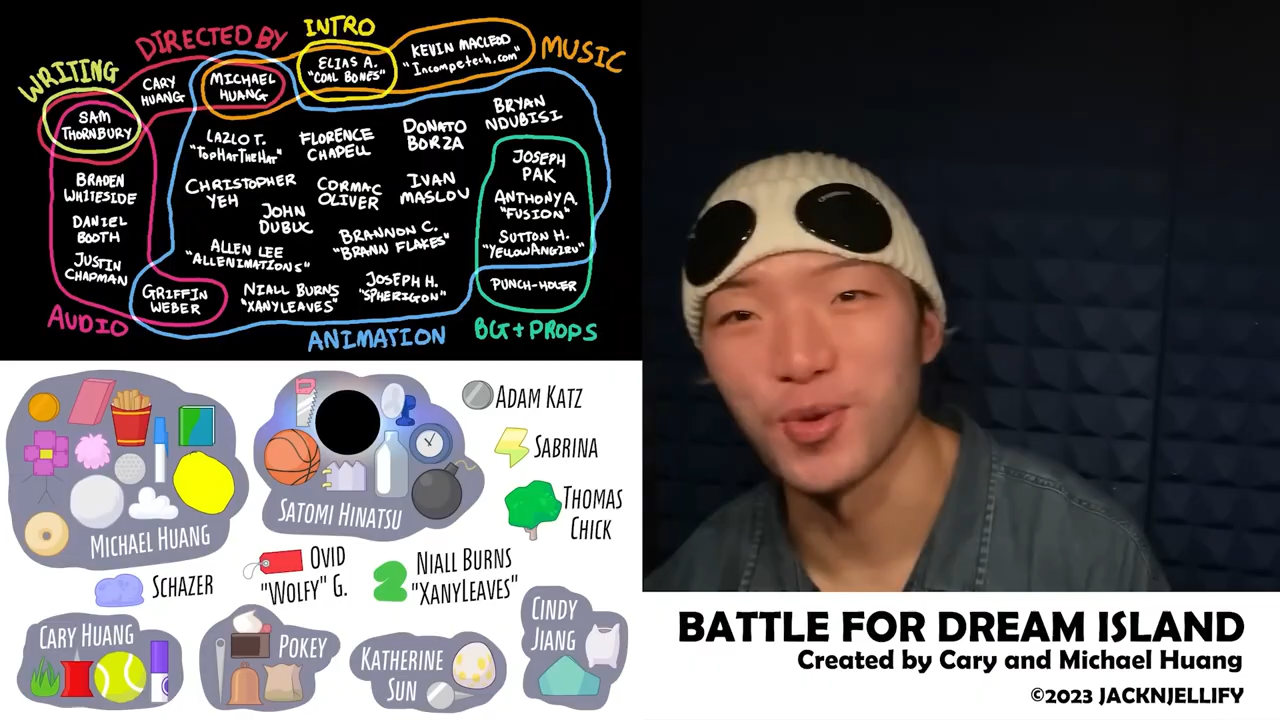 WRITING
DIRECTED BY
INTRO
MUSIC
SAM
THORNBURY
CARY
HUANG
MICHAEL
HUANG
ELIAS A.
"COAL BONES"
KEVIN MACLEOD
"Incompetech.com"
BRADEN
WHITESIDE
DANIEL
BOOTH
JUSTIN
CHAPMAN
GRIFFIN
WEBER
AUDIO
LAZLO T.
"TOPHATTHEHAT"
FLORENCE
CHAPELL
DONATO
BORZA
BRYAN
NDUBISI
CHRISTOPHER
YEH
CORMAC
OLIVER
IVAN
MASLOV
JOHN
DUBUC
ALLEN LEE
"ALLENIMATIONS"
BRANNON C.
"BRANN FLAKES"
NIALL BURNS
"XANYLEAVES"
JOSEPH H.
"SPHERIGON"
ANIMATION
JOSEPH
PAK
ANTHONY A.
"FUSION"
SUTTON H.
"YELLOWANGIRU"
PUNCH-HOLER
BG+PROPS
MICHAEL HUANG
SATOMI HINATSU
ADAM KATZ
SABRINA
THOMAS
CHICK
SCHAZER
OVID
"WOLFY" G.
NIALL BURNS
"XANYLEAVES"
CARY HUANG
POKEY
KATHERINE
SUN
CINDY
JIANG
BATTLE FOR DREAM ISLAND
Created by Cary and Michael Huang
©2023 JACKNJELLIFY